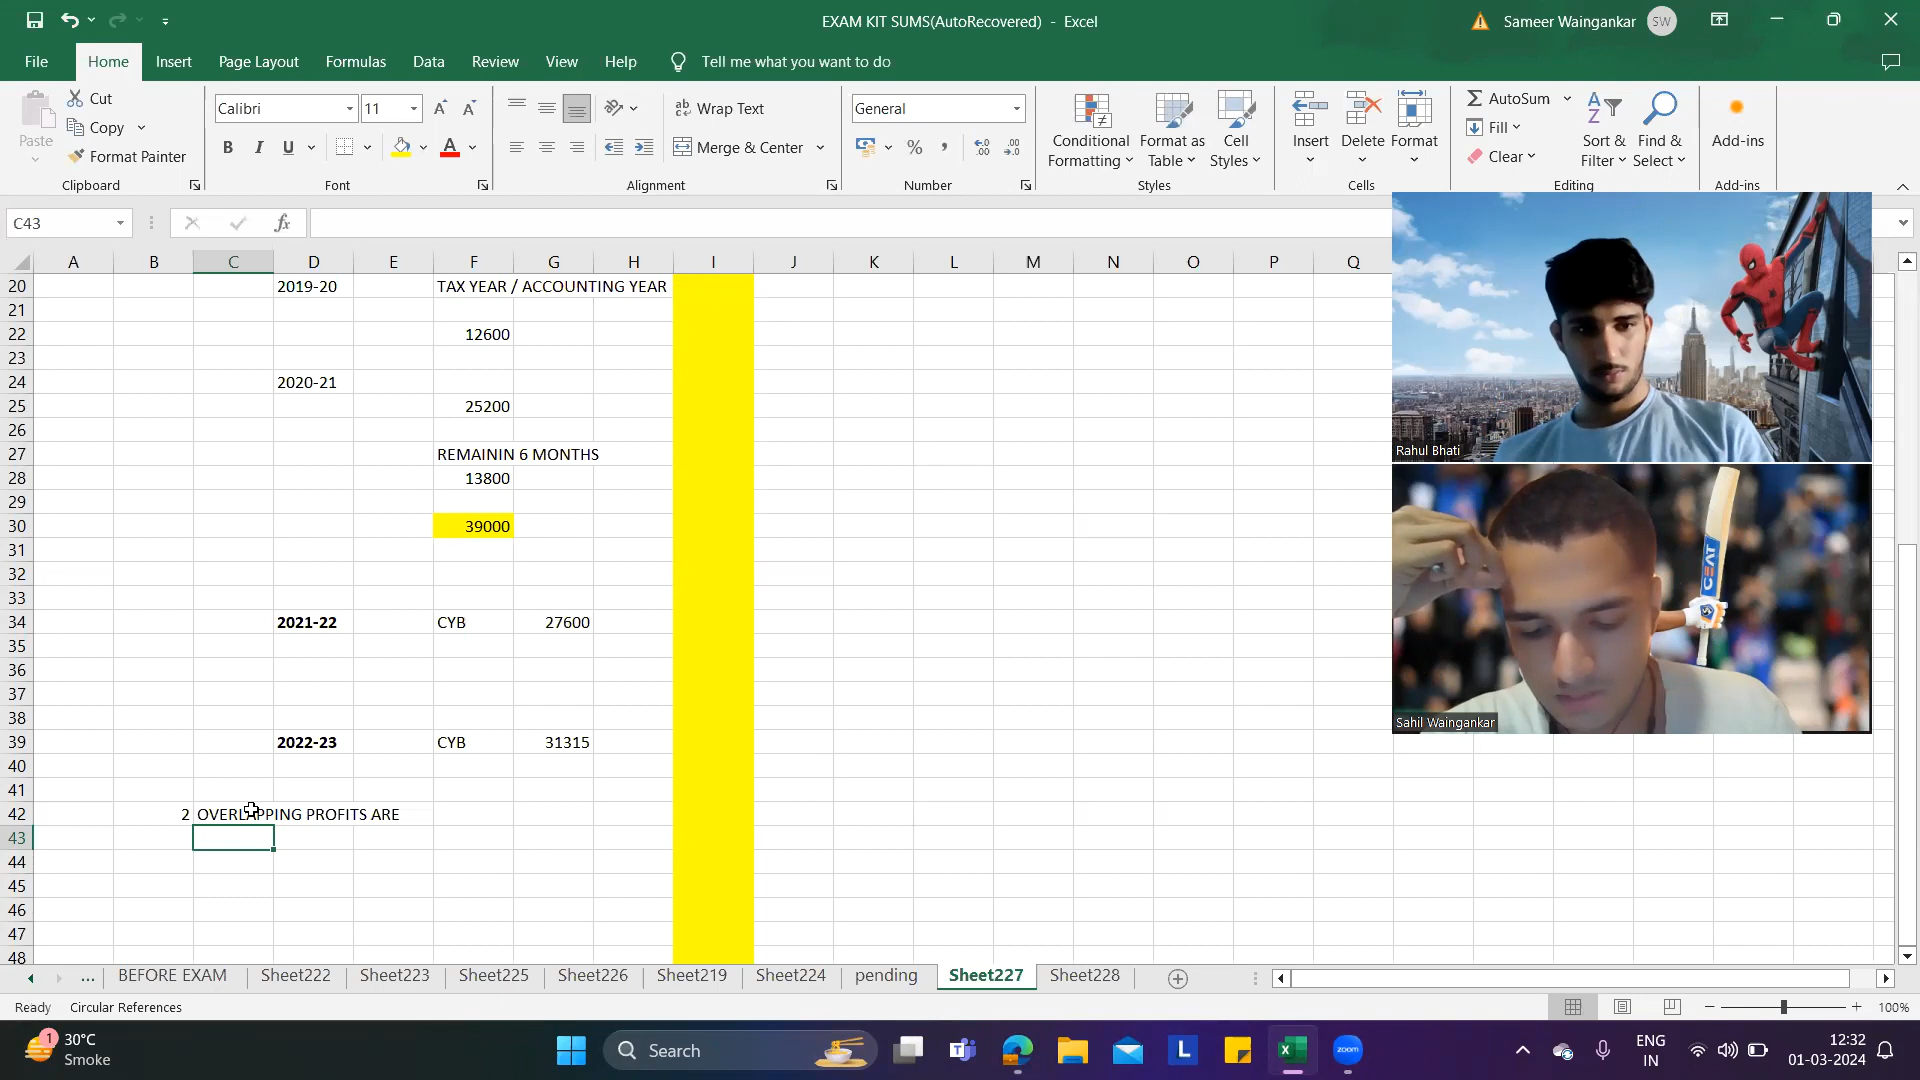 EXAM KIT SUMS(AutoRecovered) - Excel
Sameer Waingankar SW
File Home Insert Page Layout Formulas Data Review View Help Tell me what you want to do
Paste
Cut
Copy
Format Painter
Clipboard
Calibri 11
B I U
Font
Wrap Text
Merge & Center
Alignment
General
% ,
Number
Conditional Formatting
Format as Table
Cell Styles
Styles
Insert Delete Format
Cells
AutoSum
Fill
Clear
Sort & Filter
Find & Select
Editing
Add-ins
Add-ins
C43 fx
A B C D E F G H I J K L M N O P Q
20 2019-20 TAX YEAR / ACCOUNTING YEAR
21
22 12600
23
24 2020-21
25 25200
26
27 REMAININ 6 MONTHS
28 13800
29
30 39000
31
32
33
34 2021-22 CYB 27600
35
36
37
38
39 2022-23 CYB 31315
40
41
42 2 OVERLAPPING PROFITS ARE
43
44
45
46
47
48
Rahul Bhati
CEAT
Sahil Waingankar
... BEFORE EXAM Sheet222 Sheet223 Sheet225 Sheet226 Sheet219 Sheet224 pending Sheet227 Sheet228
Ready Circular References 100%
1 30°C
Smoke
Search
L
zoom
ENG
IN
12:32
01-03-2024